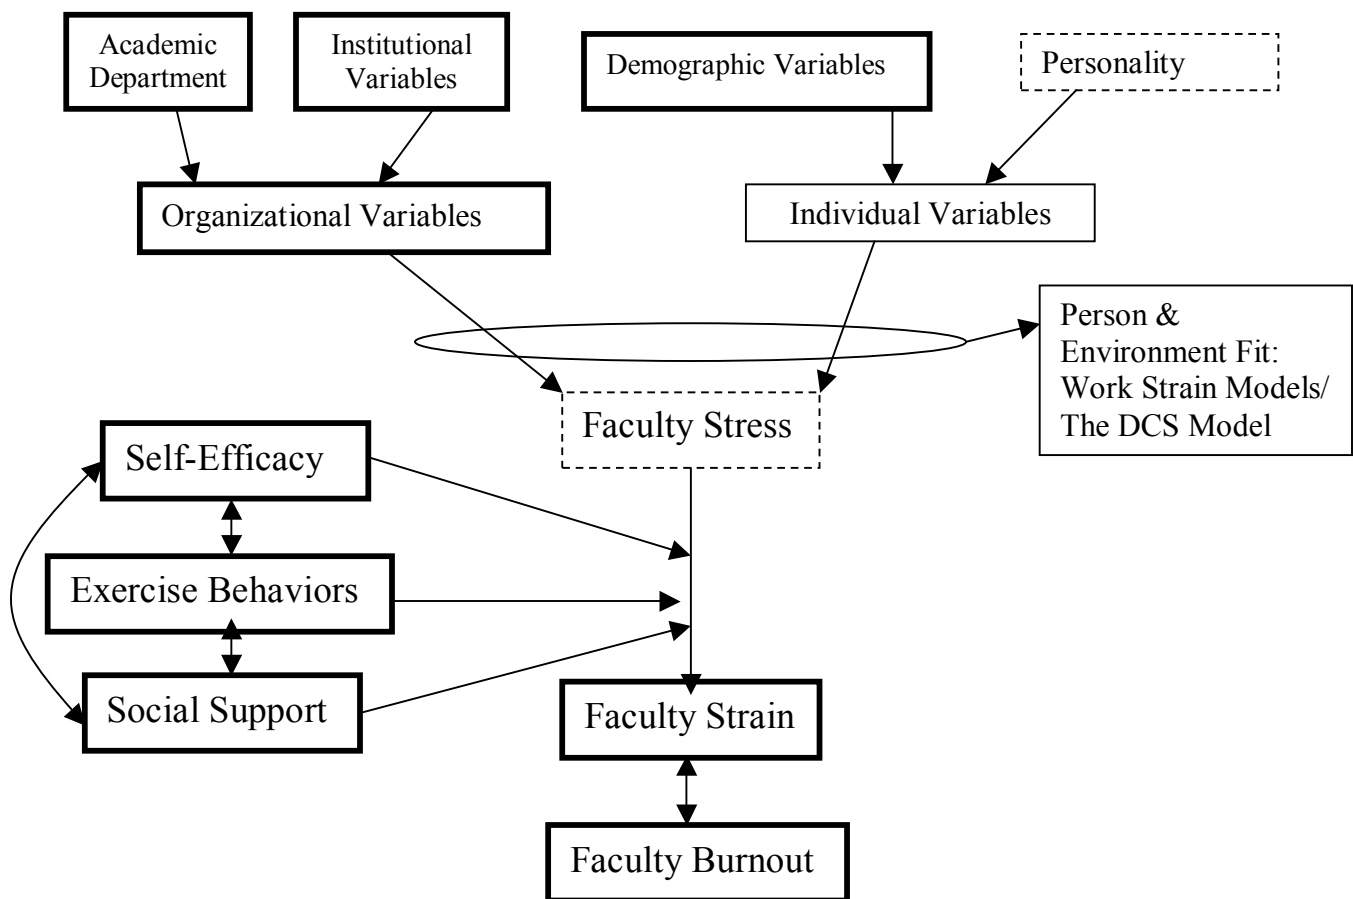 Academic
Department
Institutional
Variables
Demographic Variables
Personality
Organizational Variables
Individual Variables
Person &
Environment Fit:
Work Strain Models/
The DCS Model
Faculty Stress
Self-Efficacy
Exercise Behaviors
Social Support
Faculty Strain
Faculty Burnout